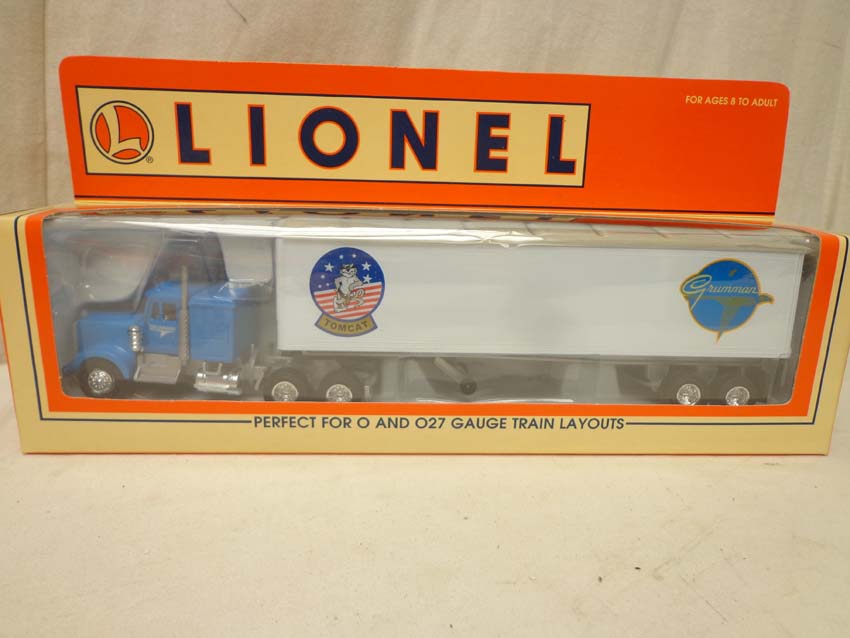 FOR AGES 8 TO ADULT
L ®
LIONEL
TOMCAT
Grumman
PERFECT FOR O AND O27 GAUGE TRAIN LAYOUTS